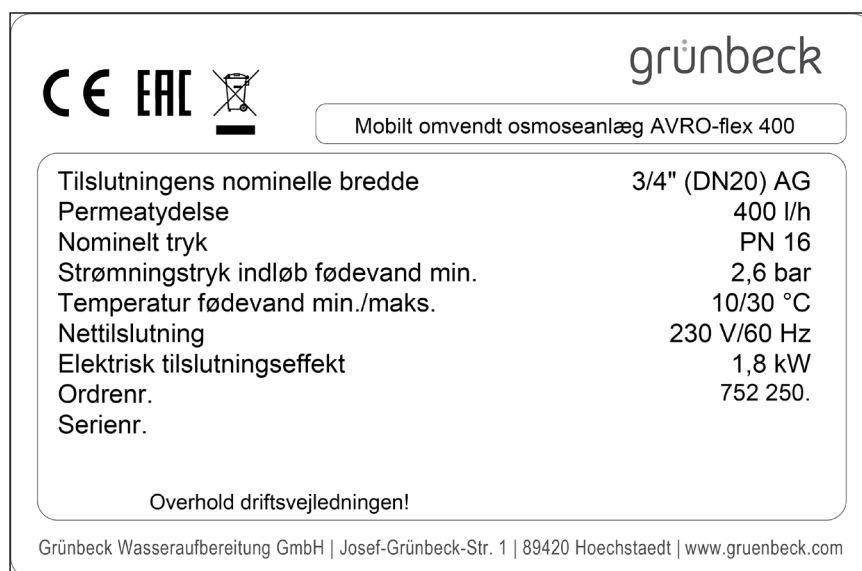 grünbeck
CE EAC
Mobilt omvendt osmoseanlæg AVRO-flex 400
Tilslutningens nominelle bredde 3/4" (DN20) AG
Permeatydelse 400 l/h
Nominelt tryk PN 16
Strømningstryk indløb fødevand min. 2,6 bar
Temperatur fødevand min./maks. 10/30 °C
Nettilslutning 230 V/60 Hz
Elektrisk tilslutningseffekt 1,8 kW
Ordrenr. 752 250.
Serienr.
Overhold driftsvejledningen!
Grünbeck Wasseraufbereitung GmbH | Josef-Grünbeck-Str. 1 | 89420 Hoechstaedt | www.gruenbeck.com